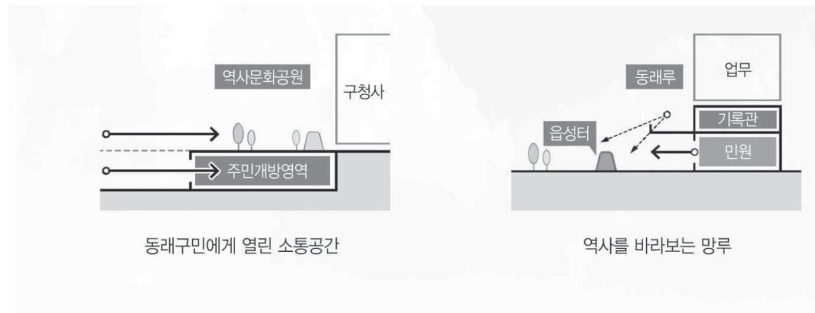 역사문화공원
구청사
주민개방영역
동래구민에게 열린 소통공간
업무
동래루
기록관
읍성터
민원
역사를 바라보는 망루